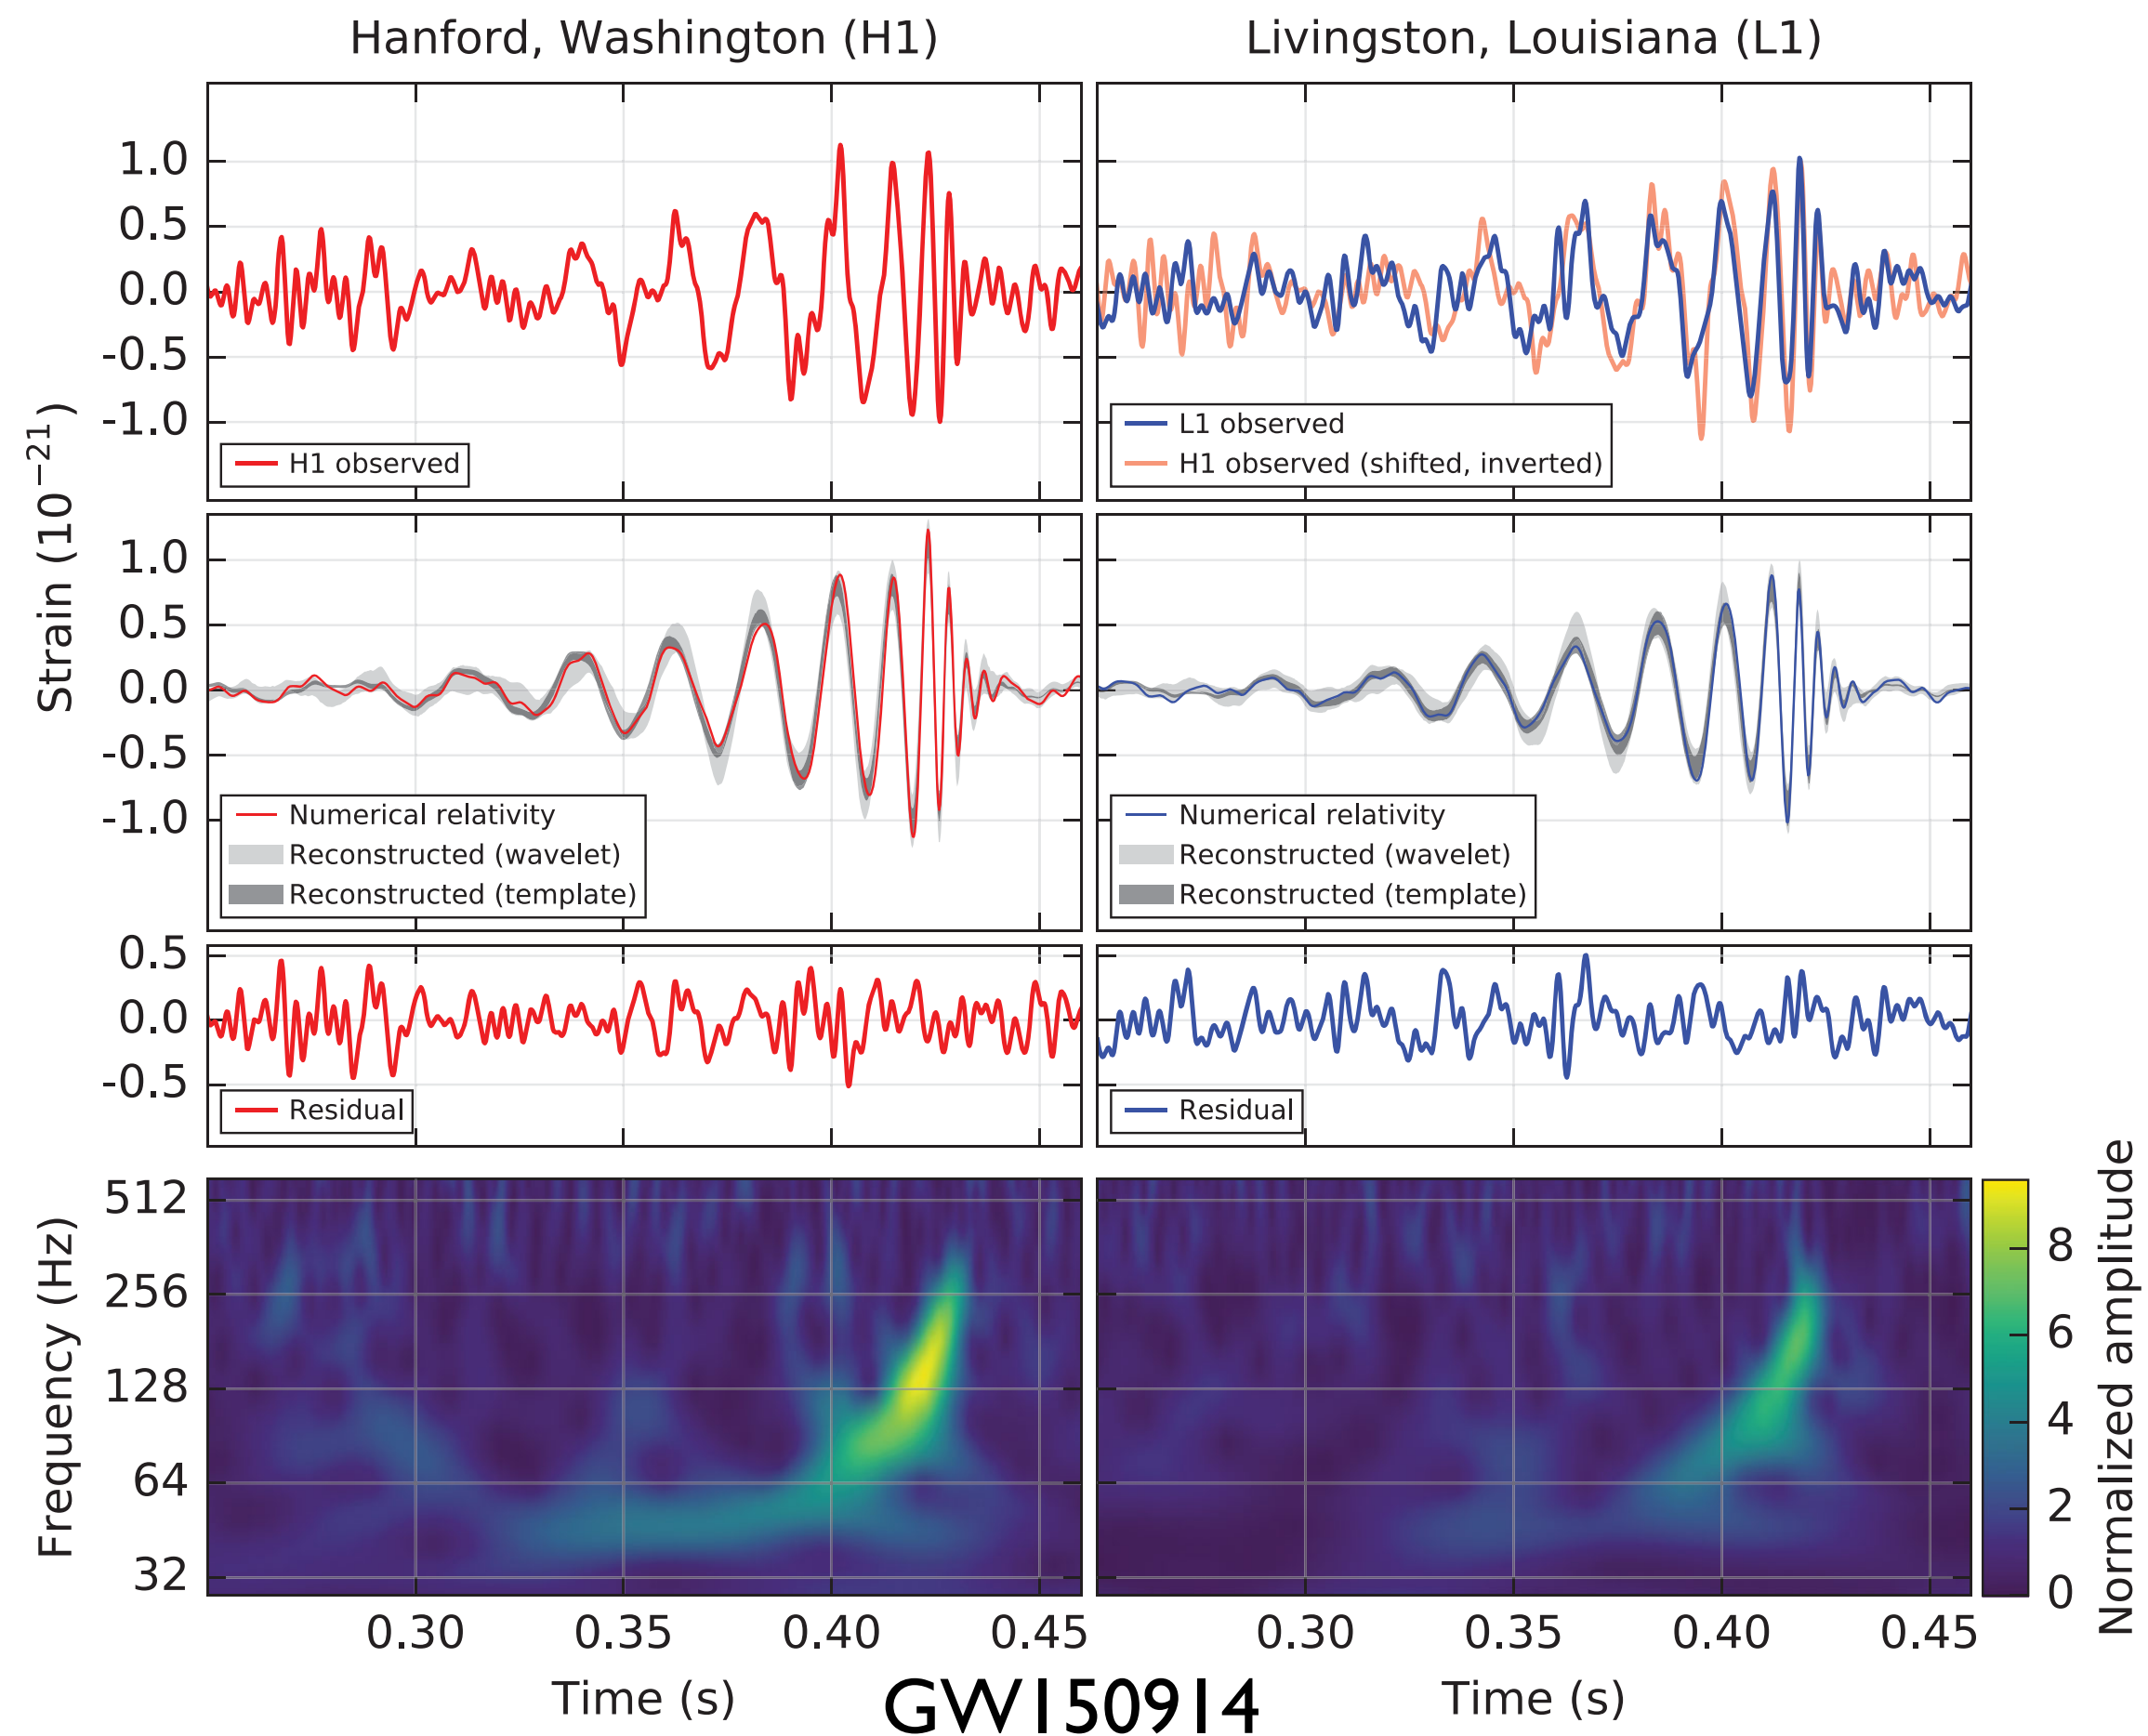 Hanford, Washington (H1)
Livingston, Louisiana (L1)
Strain (10⁻²¹)
1.0
0.5
0.0
-0.5
-1.0
H1 observed
L1 observed
H1 observed (shifted, inverted)
1.0
0.5
0.0
-0.5
-1.0
Numerical relativity
Reconstructed (wavelet)
Reconstructed (template)
Numerical relativity
Reconstructed (wavelet)
Reconstructed (template)
0.5
0.0
-0.5
Residual
Residual
Frequency (Hz)
512
256
128
64
32
Normalized amplitude
8
6
4
2
0
0.30 0.35 0.40 0.45
0.30 0.35 0.40 0.45
Time (s)
GW150914
Time (s)